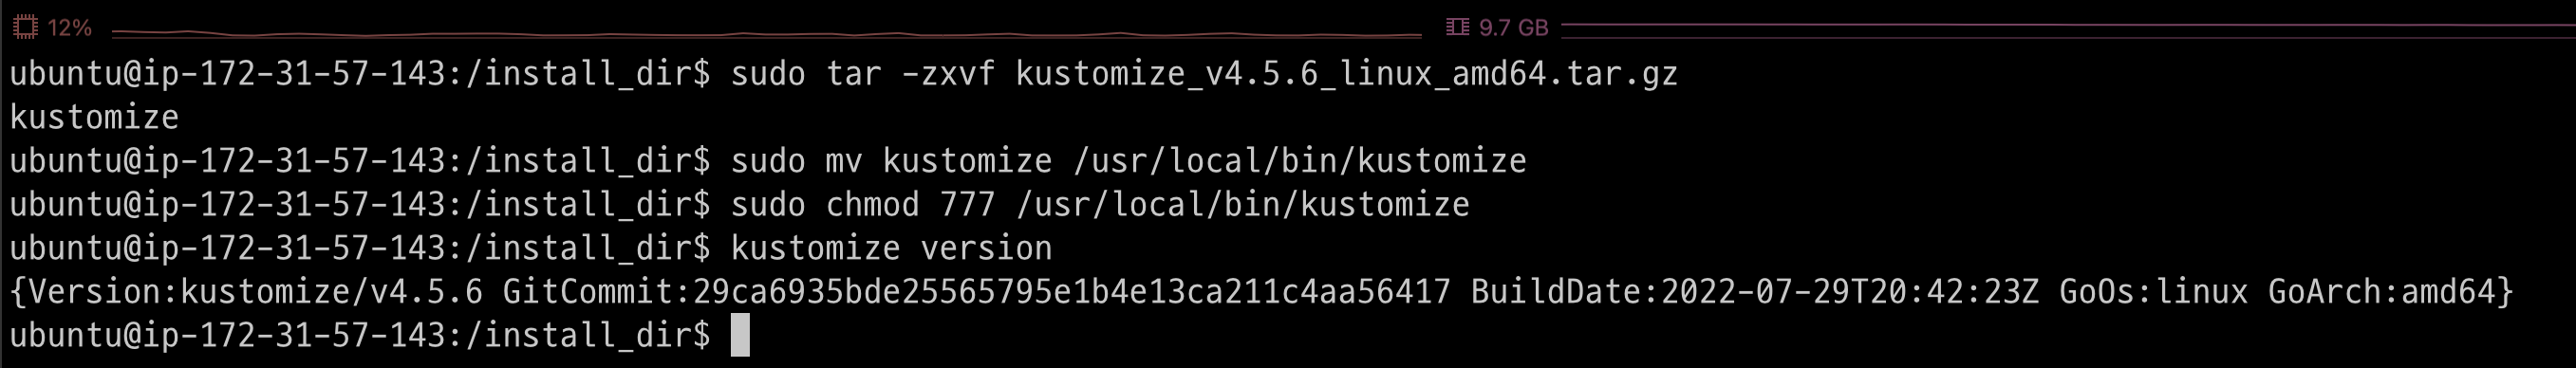 12% 9.7 GB
ubuntu@ip-172-31-57-143:/install_dir$ sudo tar -zxvf kustomize_v4.5.6_linux_amd64.tar.gz
kustomize
ubuntu@ip-172-31-57-143:/install_dir$ sudo mv kustomize /usr/local/bin/kustomize
ubuntu@ip-172-31-57-143:/install_dir$ sudo chmod 777 /usr/local/bin/kustomize
ubuntu@ip-172-31-57-143:/install_dir$ kustomize version
{Version:kustomize/v4.5.6 GitCommit:29ca6935bde25565795e1b4e13ca211c4aa56417 BuildDate:2022-07-29T20:42:23Z GoOs:linux GoArch:amd64}
ubuntu@ip-172-31-57-143:/install_dir$